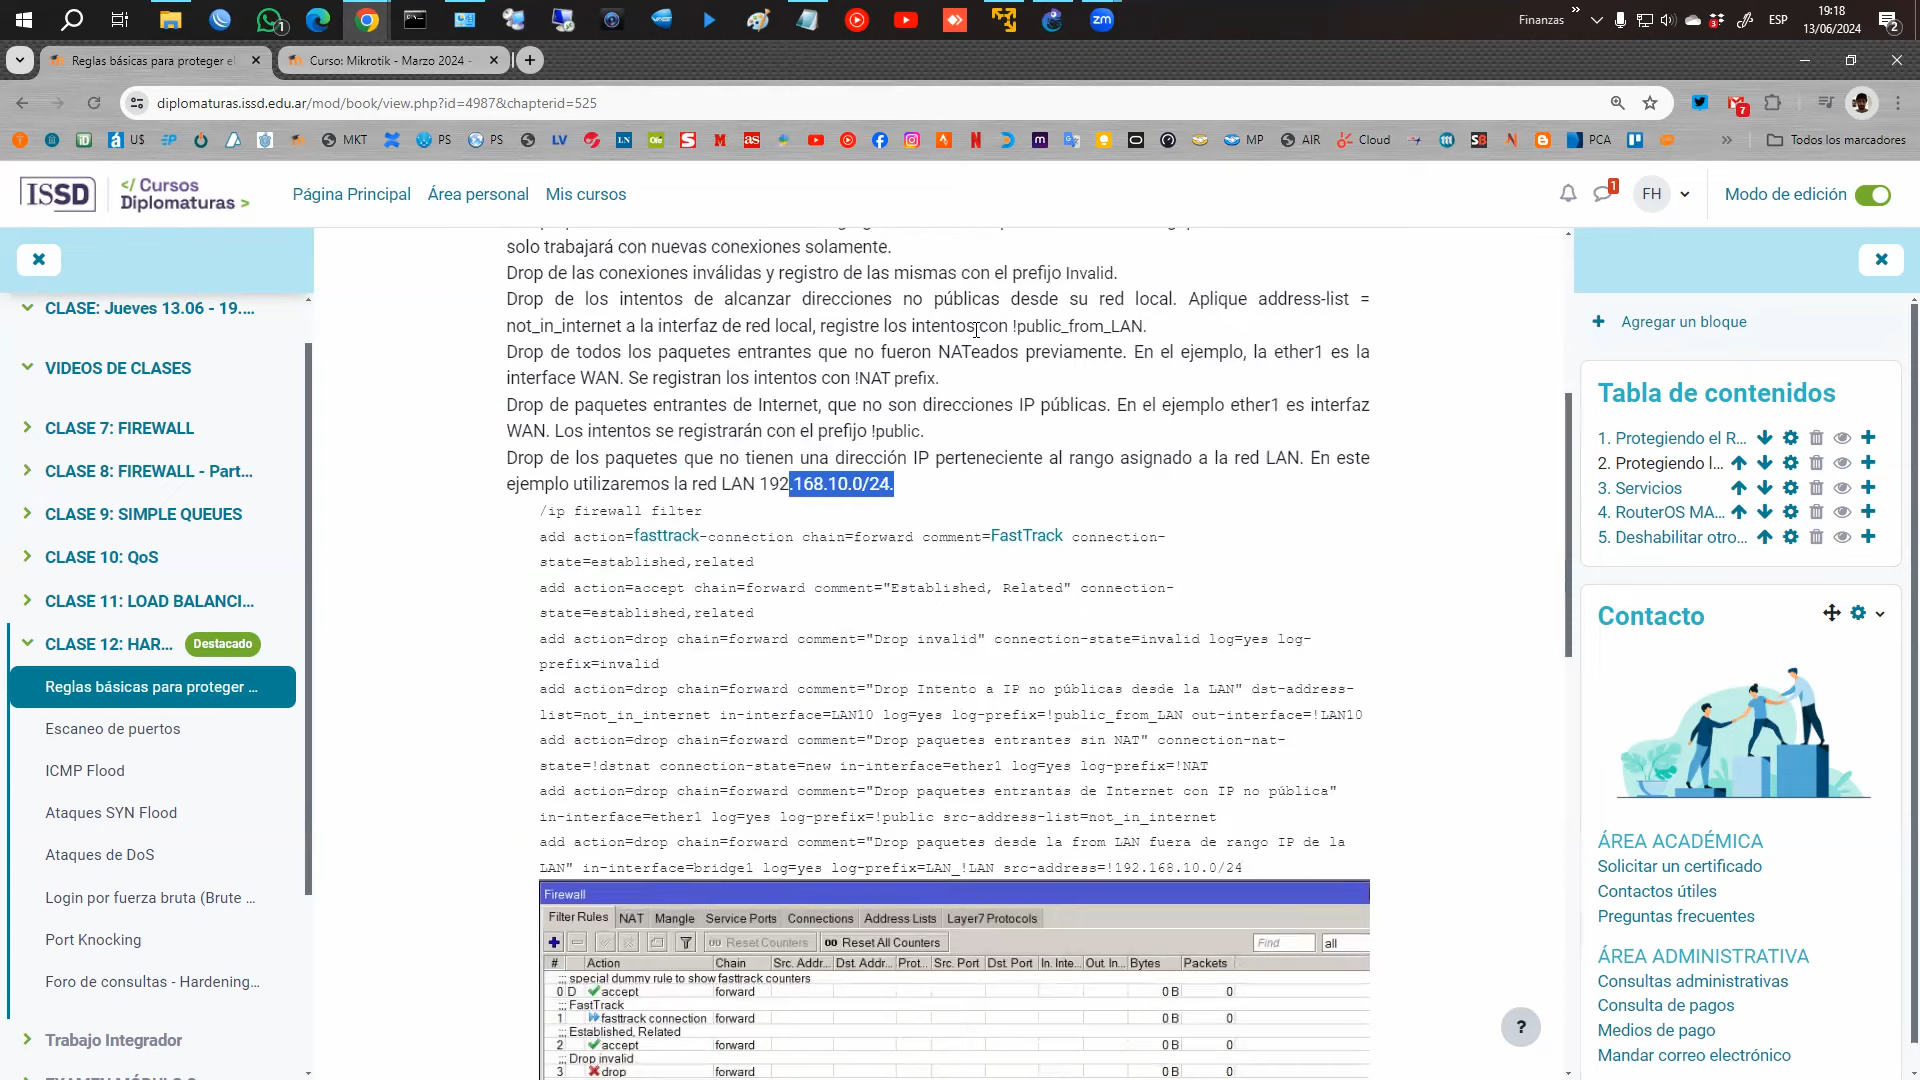 Finanzas
ESP
19:18
13/06/2024
2
1
Reglas básicas para proteger el
Curso: Mikrotik - Marzo 2024 -
diplomaturas.issd.edu.ar/mod/book/view.php?id=4987&chapterid=525
7
U$
MKT
PS
PS
LV
LN
Olé
S
M
as
MP
AIR
Cloud
SB
PCA
Todos los marcadores
ISSD
</ Cursos
Diplomaturas >
Página Principal
Área personal
Mis cursos
1
FH
Modo de edición
CLASE: Jueves 13.06 - 19....
VIDEOS DE CLASES
CLASE 7: FIREWALL
CLASE 8: FIREWALL - Part...
CLASE 9: SIMPLE QUEUES
CLASE 10: QoS
CLASE 11: LOAD BALANCI...
CLASE 12: HAR...
Destacado
Reglas básicas para proteger ...
Escaneo de puertos
ICMP Flood
Ataques SYN Flood
Ataques de DoS
Login por fuerza bruta (Brute ...
Port Knocking
Foro de consultas - Hardening...
Trabajo Integrador
solo trabajará con nuevas conexiones solamente.
Drop de las conexiones inválidas y registro de las mismas con el prefijo Invalid.
Drop de los intentos de alcanzar direcciones no públicas desde su red local. Aplique address-list =
not_in_internet a la interfaz de red local, registre los intentos con !public_from_LAN.
Drop de todos los paquetes entrantes que no fueron NATeados previamente. En el ejemplo, la ether1 es la
interface WAN. Se registran los intentos con !NAT prefix.
Drop de paquetes entrantes de Internet, que no son direcciones IP públicas. En el ejemplo ether1 es interfaz
WAN. Los intentos se registrarán con el prefijo !public.
Drop de los paquetes que no tienen una dirección IP perteneciente al rango asignado a la red LAN. En este
ejemplo utilizaremos la red LAN 192.168.10.0/24.
/ip firewall filter
add action=fasttrack-connection chain=forward comment=FastTrack connection-
state=established,related
add action=accept chain=forward comment="Established, Related" connection-
state=established,related
add action=drop chain=forward comment="Drop invalid" connection-state=invalid log=yes log-
prefix=invalid
add action=drop chain=forward comment="Drop Intento a IP no públicas desde la LAN" dst-address-
list=not_in_internet in-interface=LAN10 log=yes log-prefix=!public_from_LAN out-interface=!LAN10
add action=drop chain=forward comment="Drop paquetes entrantes sin NAT" connection-nat-
state=!dstnat connection-state=new in-interface=ether1 log=yes log-prefix=!NAT
add action=drop chain=forward comment="Drop paquetes entrantas de Internet con IP no pública"
in-interface=ether1 log=yes log-prefix=!public src-address-list=not_in_internet
add action=drop chain=forward comment="Drop paquetes desde la from LAN fuera de rango IP de la
LAN" in-interface=bridge1 log=yes log-prefix=LAN_!LAN src-address=!192.168.10.0/24
Firewall
Filter Rules NAT Mangle Service Ports Connections Address Lists Layer7 Protocols
Reset Counters Reset All Counters Find all
# Action Chain Src. Addr... Dst. Addr... Prot... Src. Port Dst. Port In. Inte... Out. In... Bytes Packets
;;; special dummy rule to show fasttrack counters
0 D accept forward 0 B 0
;;; FastTrack
1 fasttrack connection forward 0 B 0
;;; Established, Related
2 accept forward 0 B 0
;;; Drop invalid
3 drop forward 0 B 0
Agregar un bloque
Tabla de contenidos
1. Protegiendo el R...
2. Protegiendo l...
3. Servicios
4. RouterOS MA...
5. Deshabilitar otro...
Contacto
ÁREA ACADÉMICA
Solicitar un certificado
Contactos útiles
Preguntas frecuentes
ÁREA ADMINISTRATIVA
Consultas administrativas
Consulta de pagos
Medios de pago
Mandar correo electrónico
?